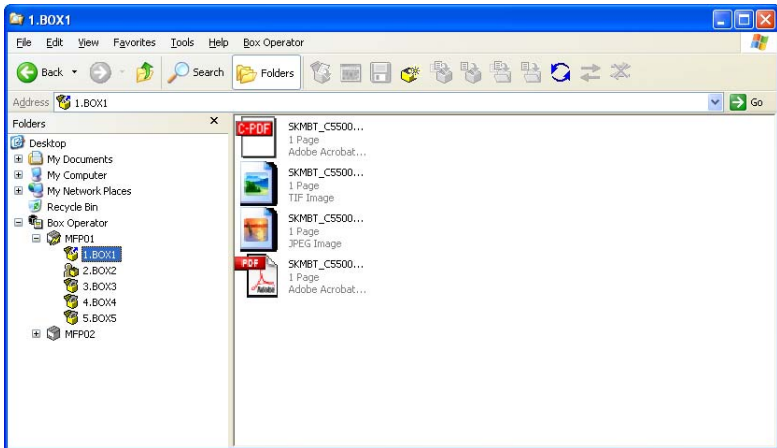 1.BOX1
File Edit View Favorites Tools Help Box Operator
Back Search Folders
Address 1.BOX1 Go
Folders
Desktop
My Documents
My Computer
My Network Places
Recycle Bin
Box Operator
MFP01
1.BOX1
2.BOX2
3.BOX3
4.BOX4
5.BOX5
MFP02
C-PDF
SKMBT_C5500...
1 Page
Adobe Acrobat...
SKMBT_C5500...
1 Page
TIF Image
SKMBT_C5500...
1 Page
JPEG Image
PDF
Adobe
SKMBT_C5500...
1 Page
Adobe Acrobat...